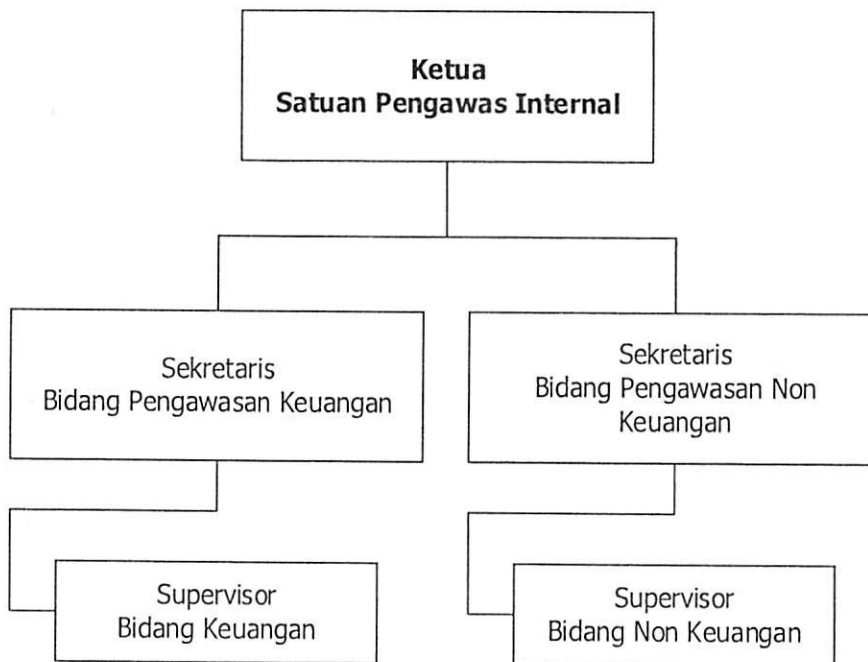 Ketua
Satuan Pengawas Internal
Sekretaris
Bidang Pengawasan Keuangan
Sekretaris
Bidang Pengawasan Non
Keuangan
Supervisor
Bidang Keuangan
Supervisor
Bidang Non Keuangan